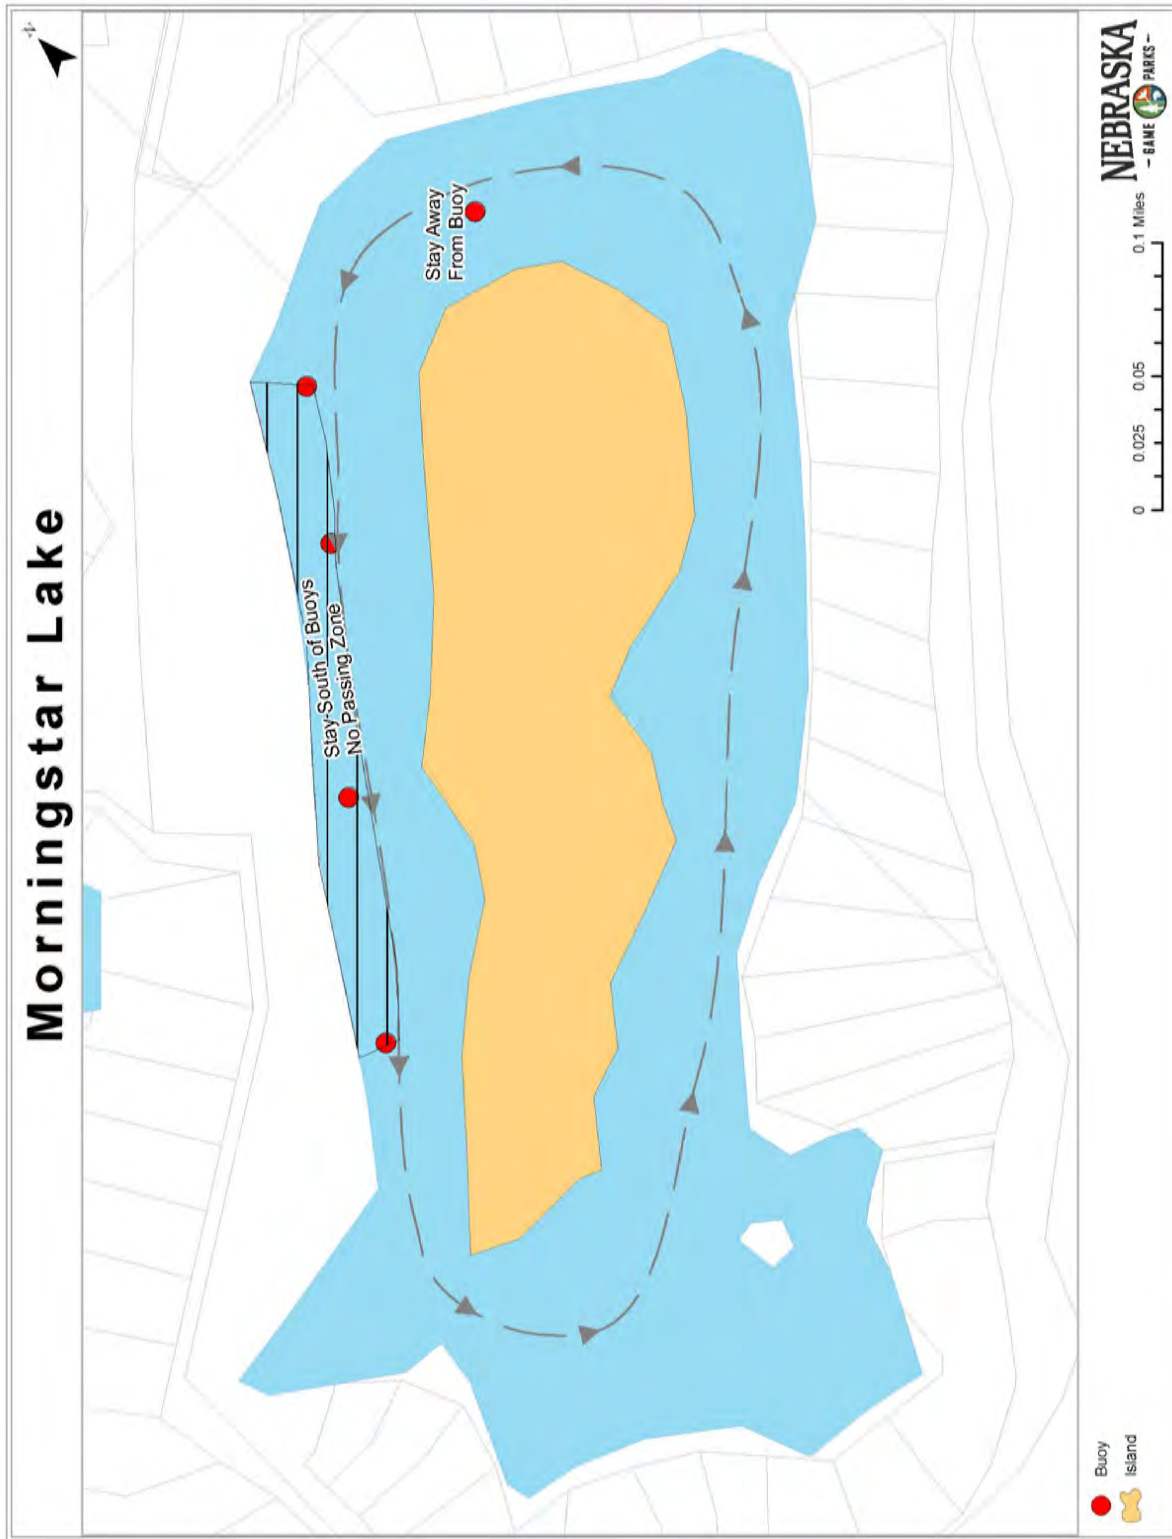 Morningstar Lake
Stay Away
From Buoy
Stay South of Buoys
No Passing Zone
Buoy
Island
0 0.025 0.05 0.1 Miles
NEBRASKA
- GAME PARKS -